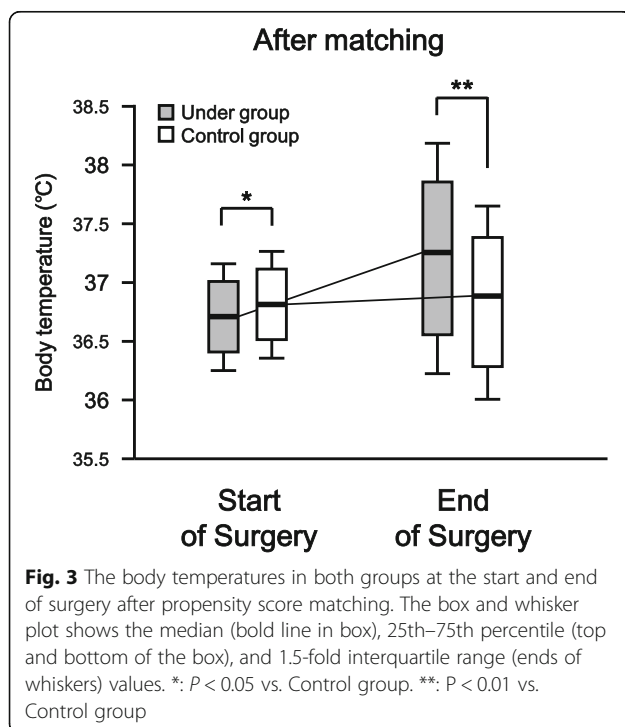 After matching
Under group
Control group
Body temperature (°C)
38.5
38
37.5
37
36.5
36
35.5
*
**
Start
of Surgery
End
of Surgery
Fig. 3 The body temperatures in both groups at the start and end
of surgery after propensity score matching. The box and whisker
plot shows the median (bold line in box), 25th–75th percentile (top
and bottom of the box), and 1.5-fold interquartile range (ends of
whiskers) values. *: P < 0.05 vs. Control group. **: P < 0.01 vs.
Control group